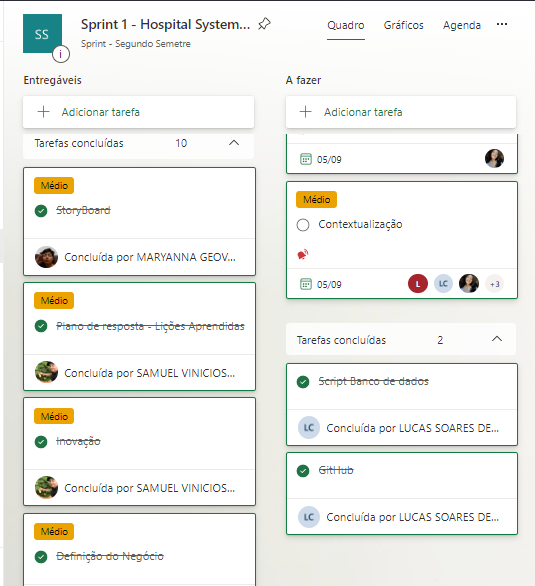 SS
Sprint 1 - Hospital System...
Sprint - Segundo Semetre
Quadro
Gráficos
Agenda
Entregáveis
Adicionar tarefa
Tarefas concluídas 10
Médio
StoryBoard
Concluída por MARYANNA GEOV...
Médio
Plano de resposta - Lições Aprendidas
Concluída por SAMUEL VINICIOS...
Médio
Inovação
Concluída por SAMUEL VINICIOS...
Médio
Definição do Negócio
A fazer
Adicionar tarefa
05/09
Médio
Contextualização
05/09
L
LC
+3
Tarefas concluídas 2
Script Banco de dados
LC
Concluída por LUCAS SOARES DE...
GitHub
LC
Concluída por LUCAS SOARES DE...